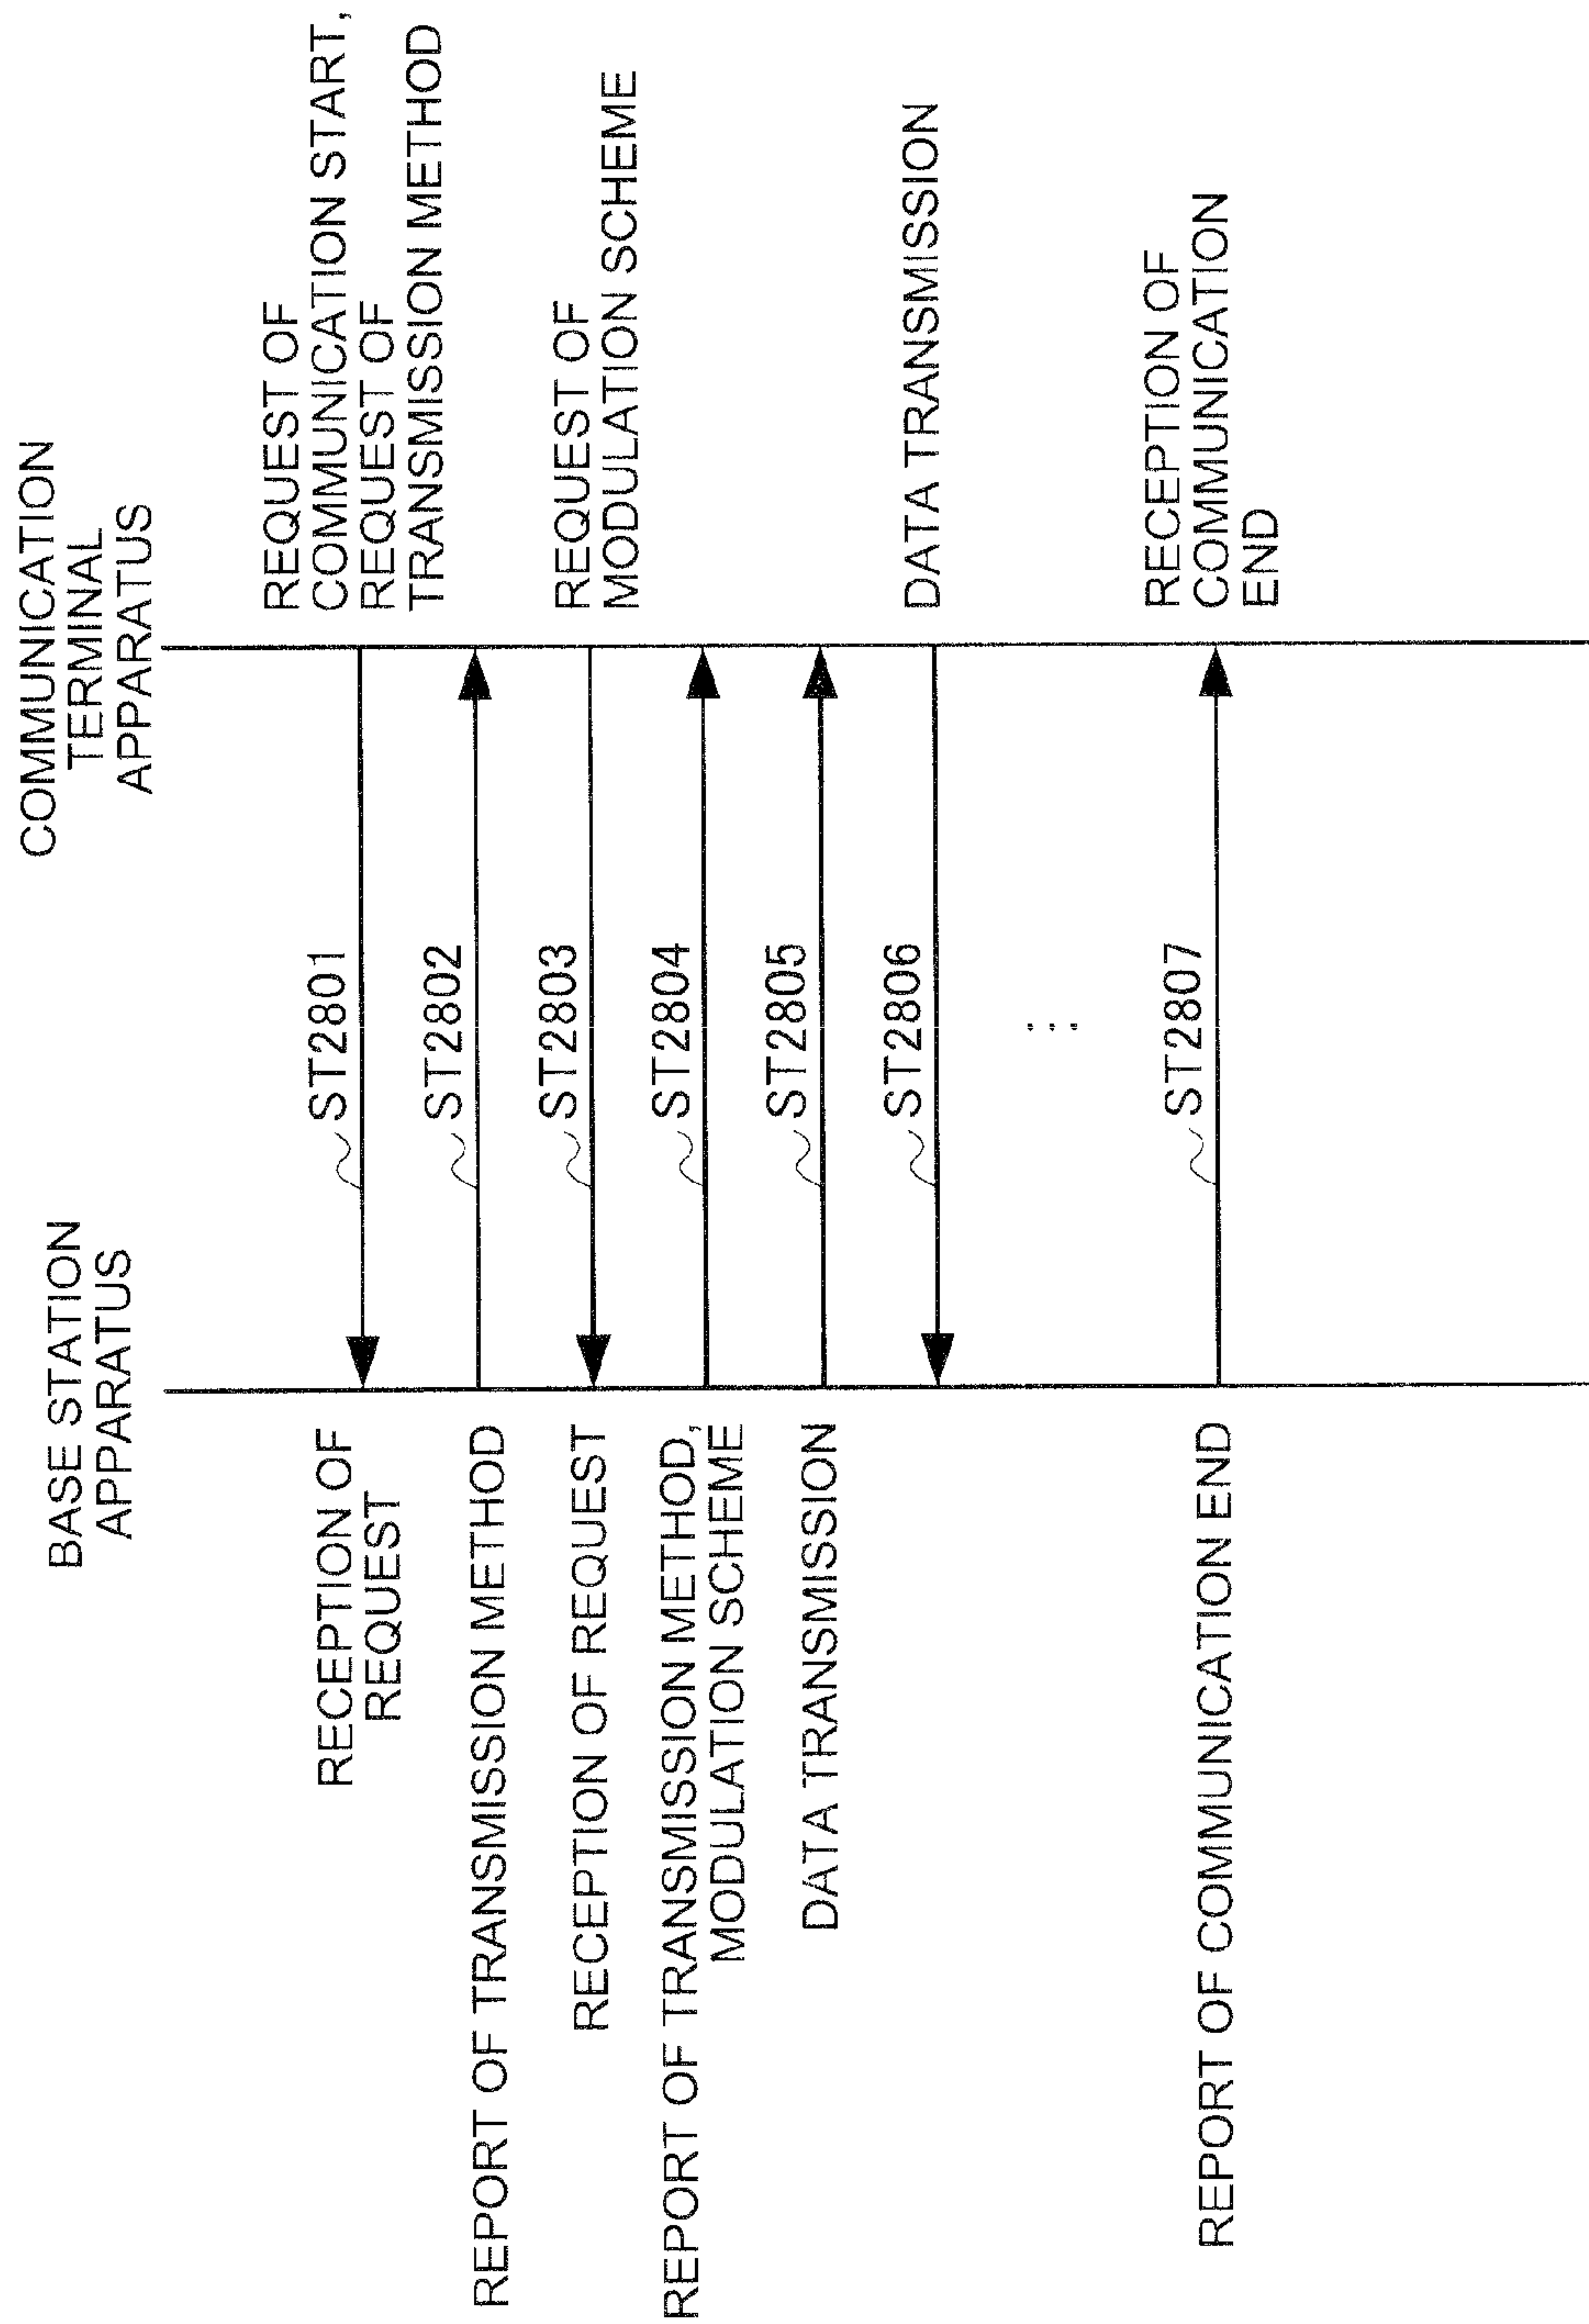 BASE STATION
APPARATUS
COMMUNICATION
TERMINAL
APPARATUS
RECEPTION OF
REQUEST
ST2801
REQUEST OF
COMMUNICATION START,
REQUEST OF
TRANSMISSION METHOD
REPORT OF TRANSMISSION METHOD
ST2802
RECEPTION OF REQUEST
ST2803
REQUEST OF
MODULATION SCHEME
REPORT OF TRANSMISSION METHOD,
MODULATION SCHEME
ST2804
DATA TRANSMISSION
ST2805
ST2806
DATA TRANSMISSION
...
REPORT OF COMMUNICATION END
ST2807
RECEPTION OF
COMMUNICATION
END